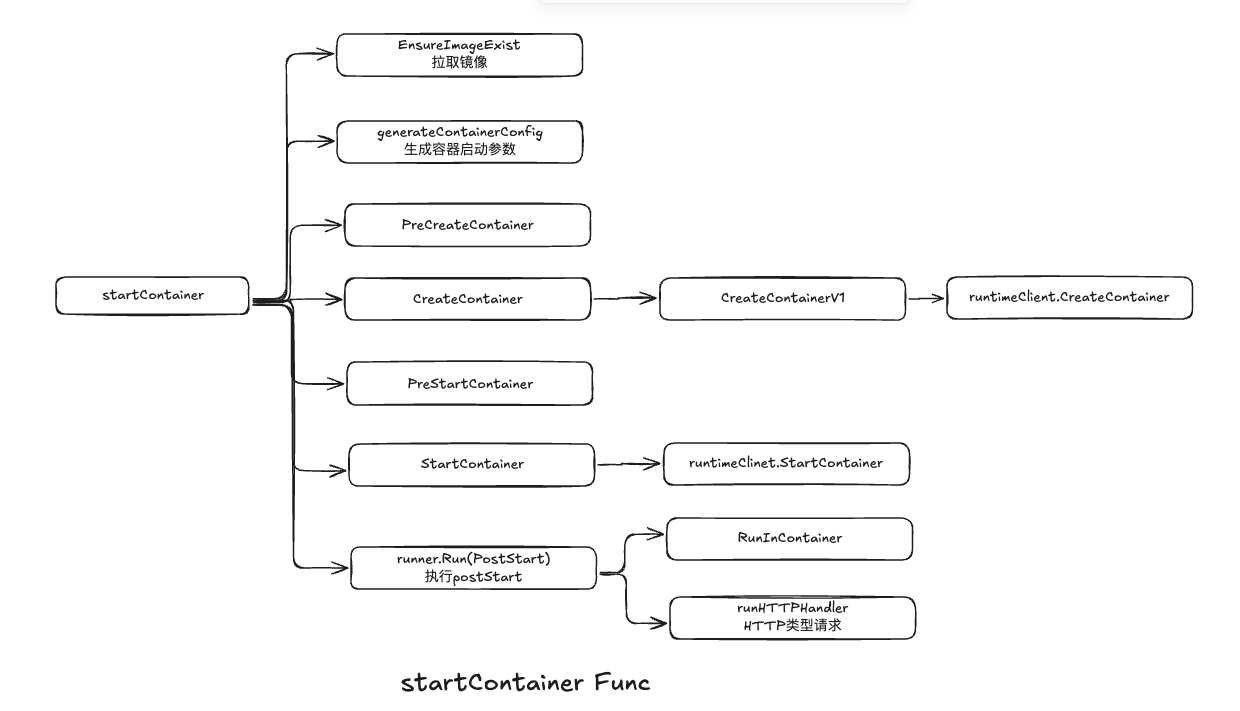 EnsureImageExist
拉取镜像
generateContainerConfig
生成容器启动参数
PreCreateContainer
startContainer
CreateContainer
CreateContainerV1
runtimeClient.CreateContainer
PreStartContainer
StartContainer
runtimeClinet.StartContainer
runner.Run(PostStart)
执行postStart
RunInContainer
runHTTPHandler
HTTP类型请求
startContainer Func